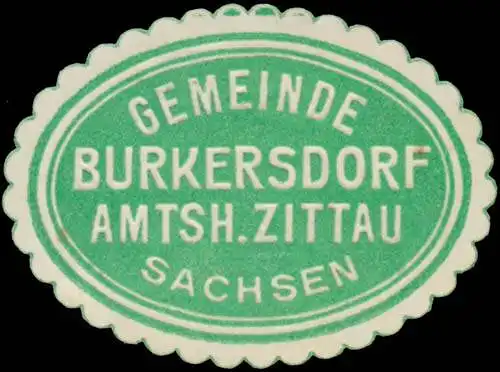 GEMEINDE
BURKERSDORF
AMTSH. ZITTAU
SACHSEN